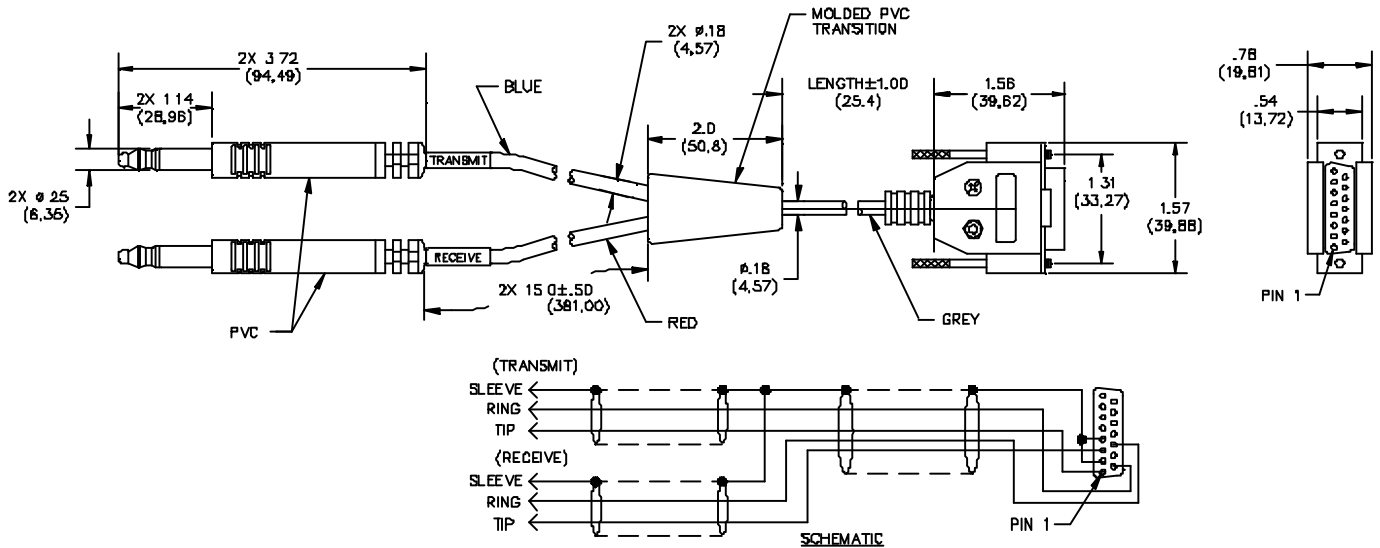 MOLDED PVC
TRANSITION
2X ø.18
(4,57)
2X 3.72
(94,49)
2X 1.14
(28,96)
BLUE
LENGTH±1.00
(25.4)
1.56
(39,62)
.78
(19,81)
.54
(13,72)
2.0
(50,8)
TRANSMIT
2X ø.25
(6,35)
1.31
(33,27)
1.57
(39,88)
RECEIVE
ø.18
(4,57)
2X 15.0±.50
(381,00)
PIN 1
PVC
RED
GREY
(TRANSMIT)
SLEEVE
RING
TIP
(RECEIVE)
SLEEVE
RING
TIP
PIN 1
SCHEMATIC